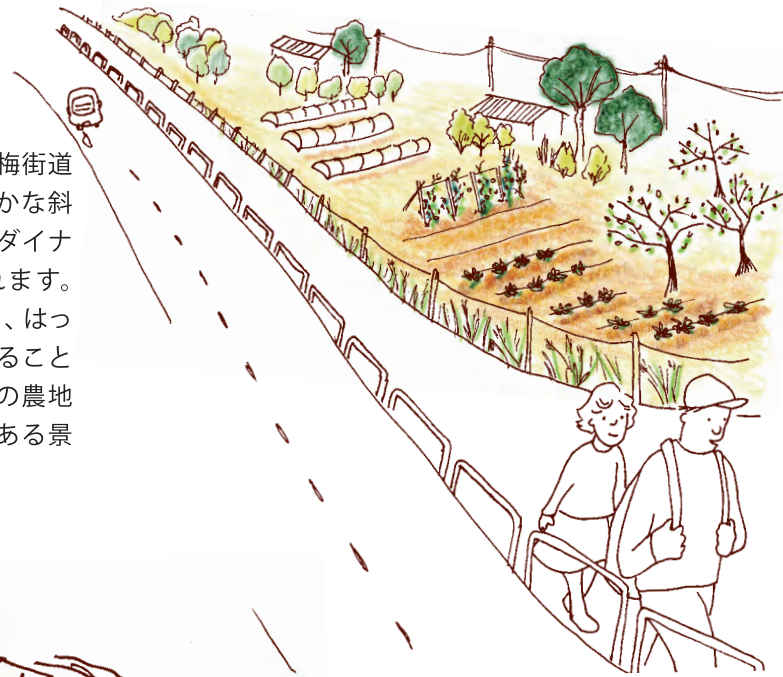 梅街道
かな斜
ダイナ
れます。
、はっ
ること
の農地
ある景